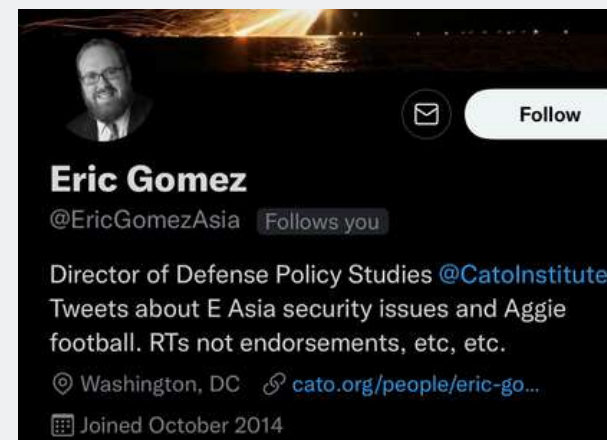 Follow
Eric Gomez
@EricGomezAsia Follows you
Director of Defense Policy Studies @CatoInstitute
Tweets about E Asia security issues and Aggie
football. RTs not endorsements, etc, etc.
Washington, DC cato.org/people/eric-go...
Joined October 2014